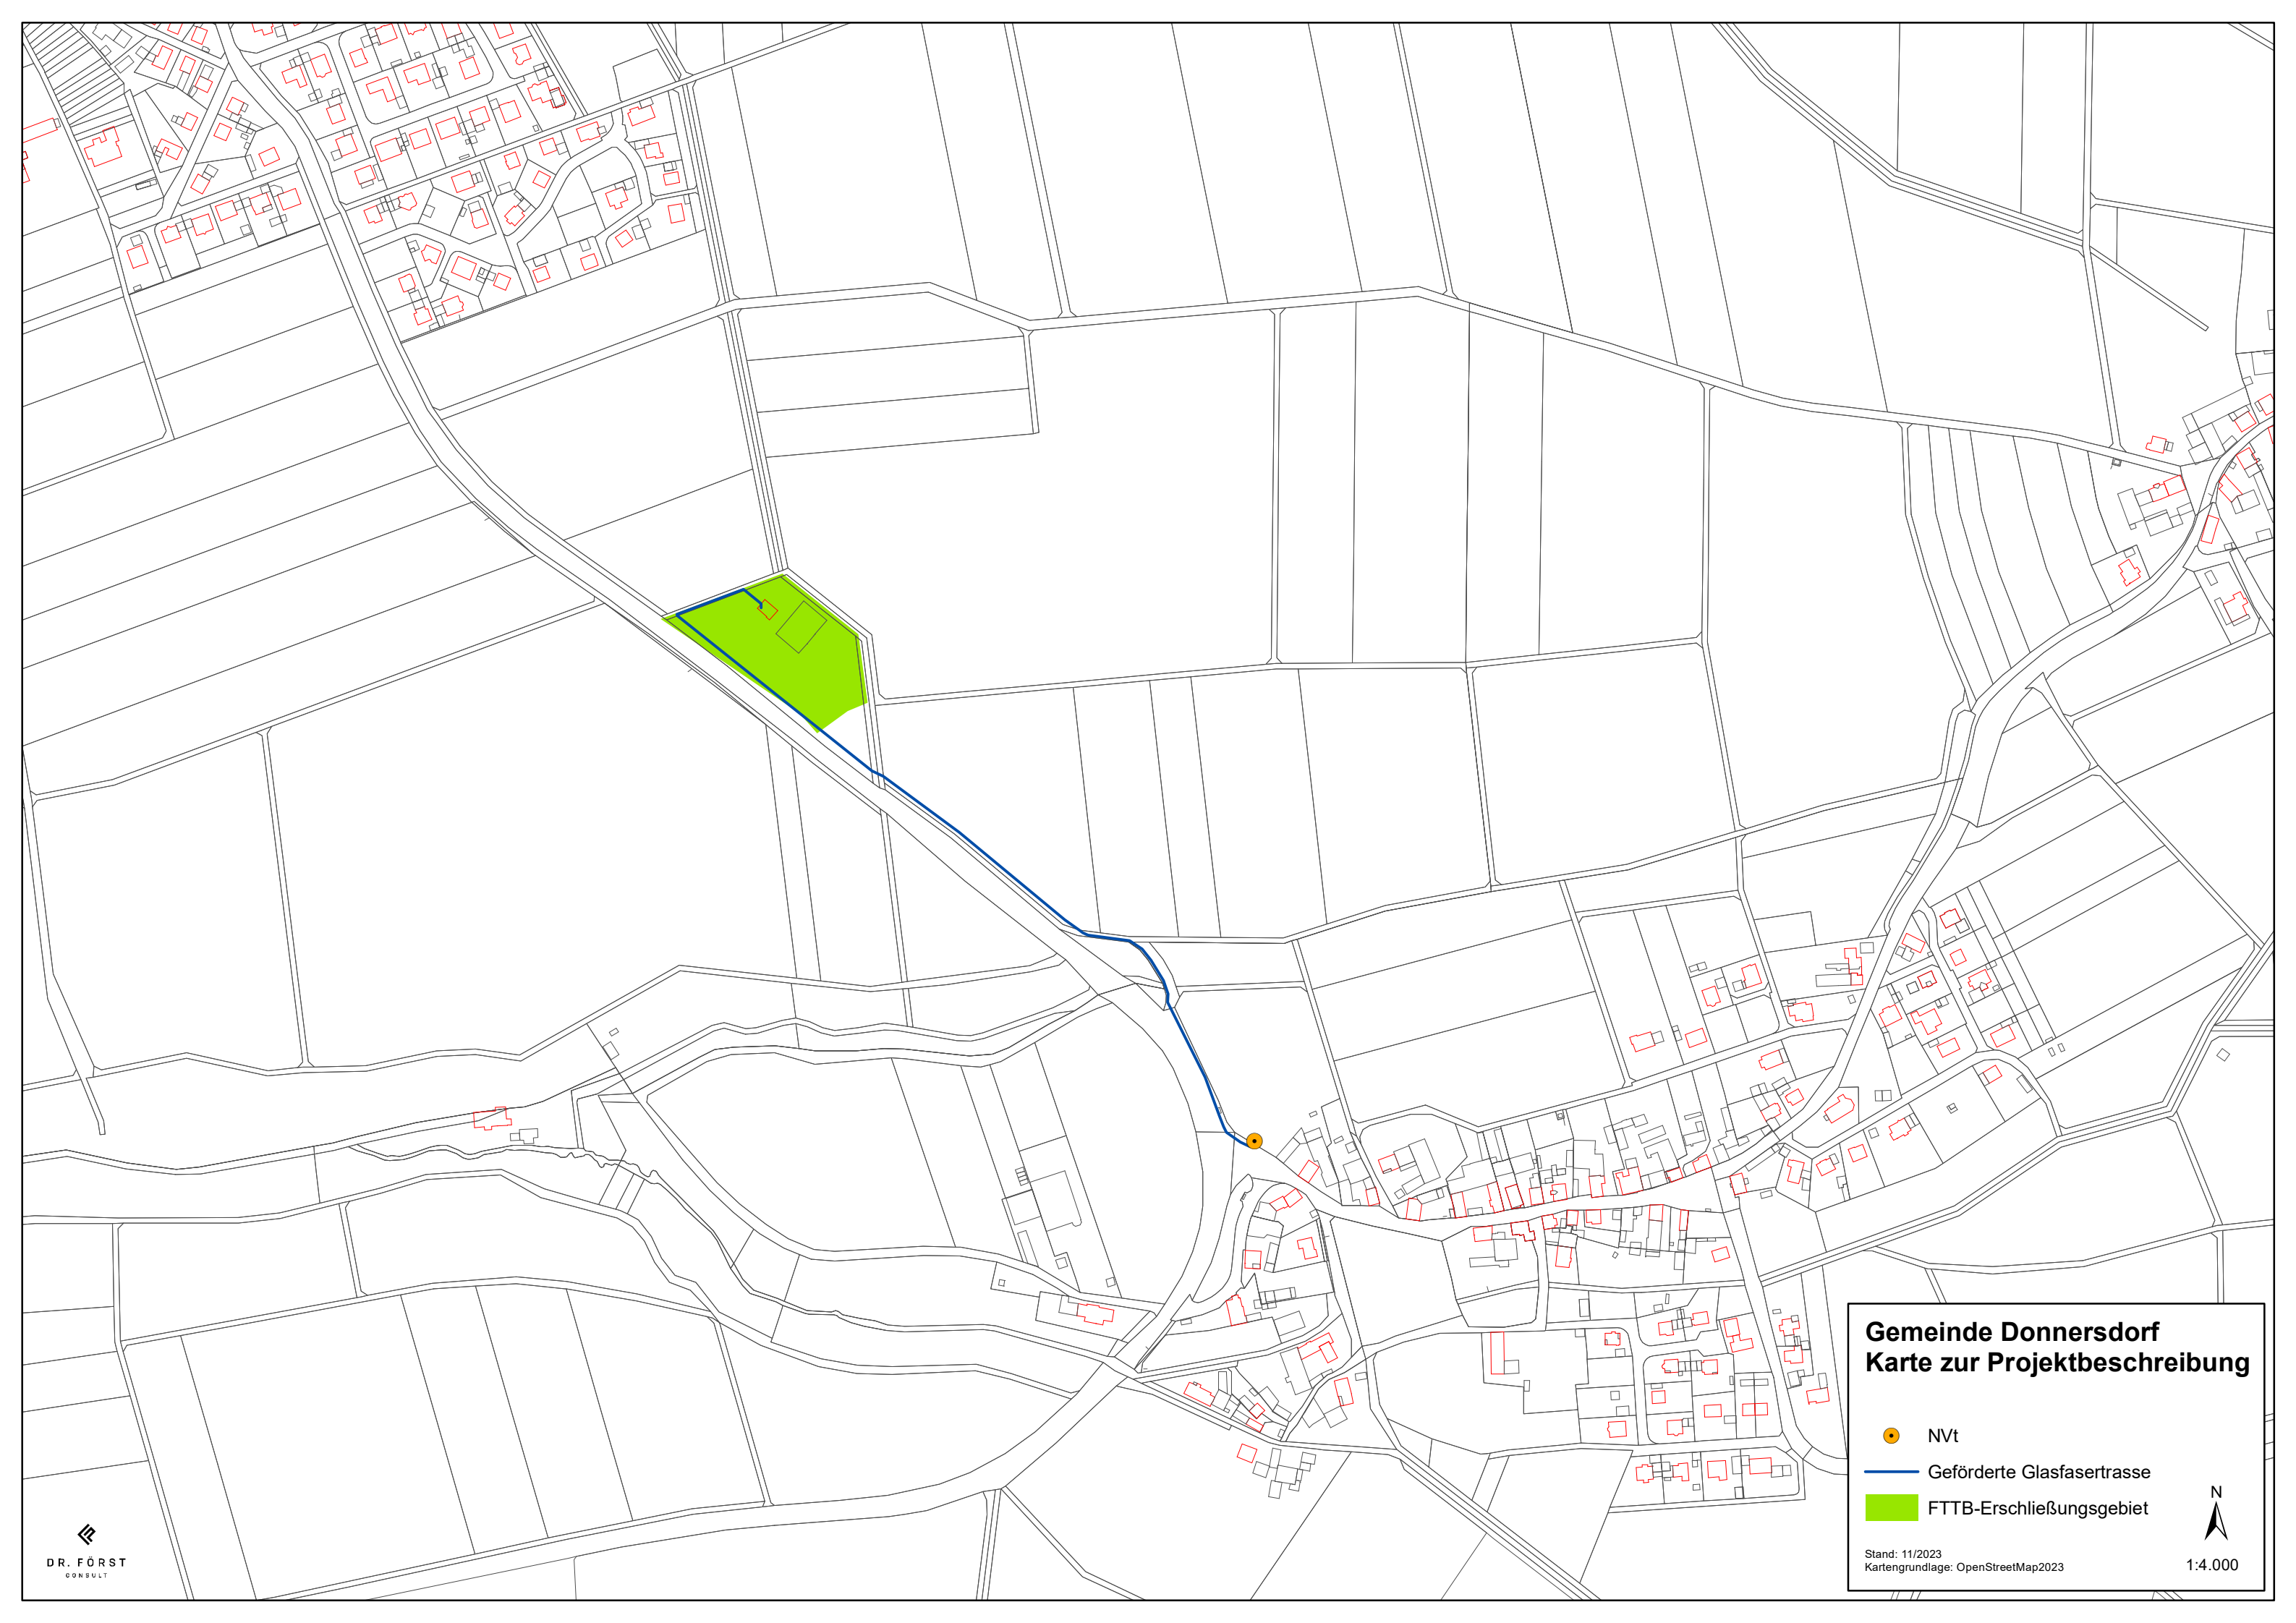 Gemeinde Donnersdorf
Karte zur Projektbeschreibung
NVt
Geförderte Glasfasertrasse
FTTB-Erschließungsgebiet
N
Stand: 11/2023
Kartengrundlage: OpenStreetMap2023
1:4.000
DR. FÖRST
CONSULT